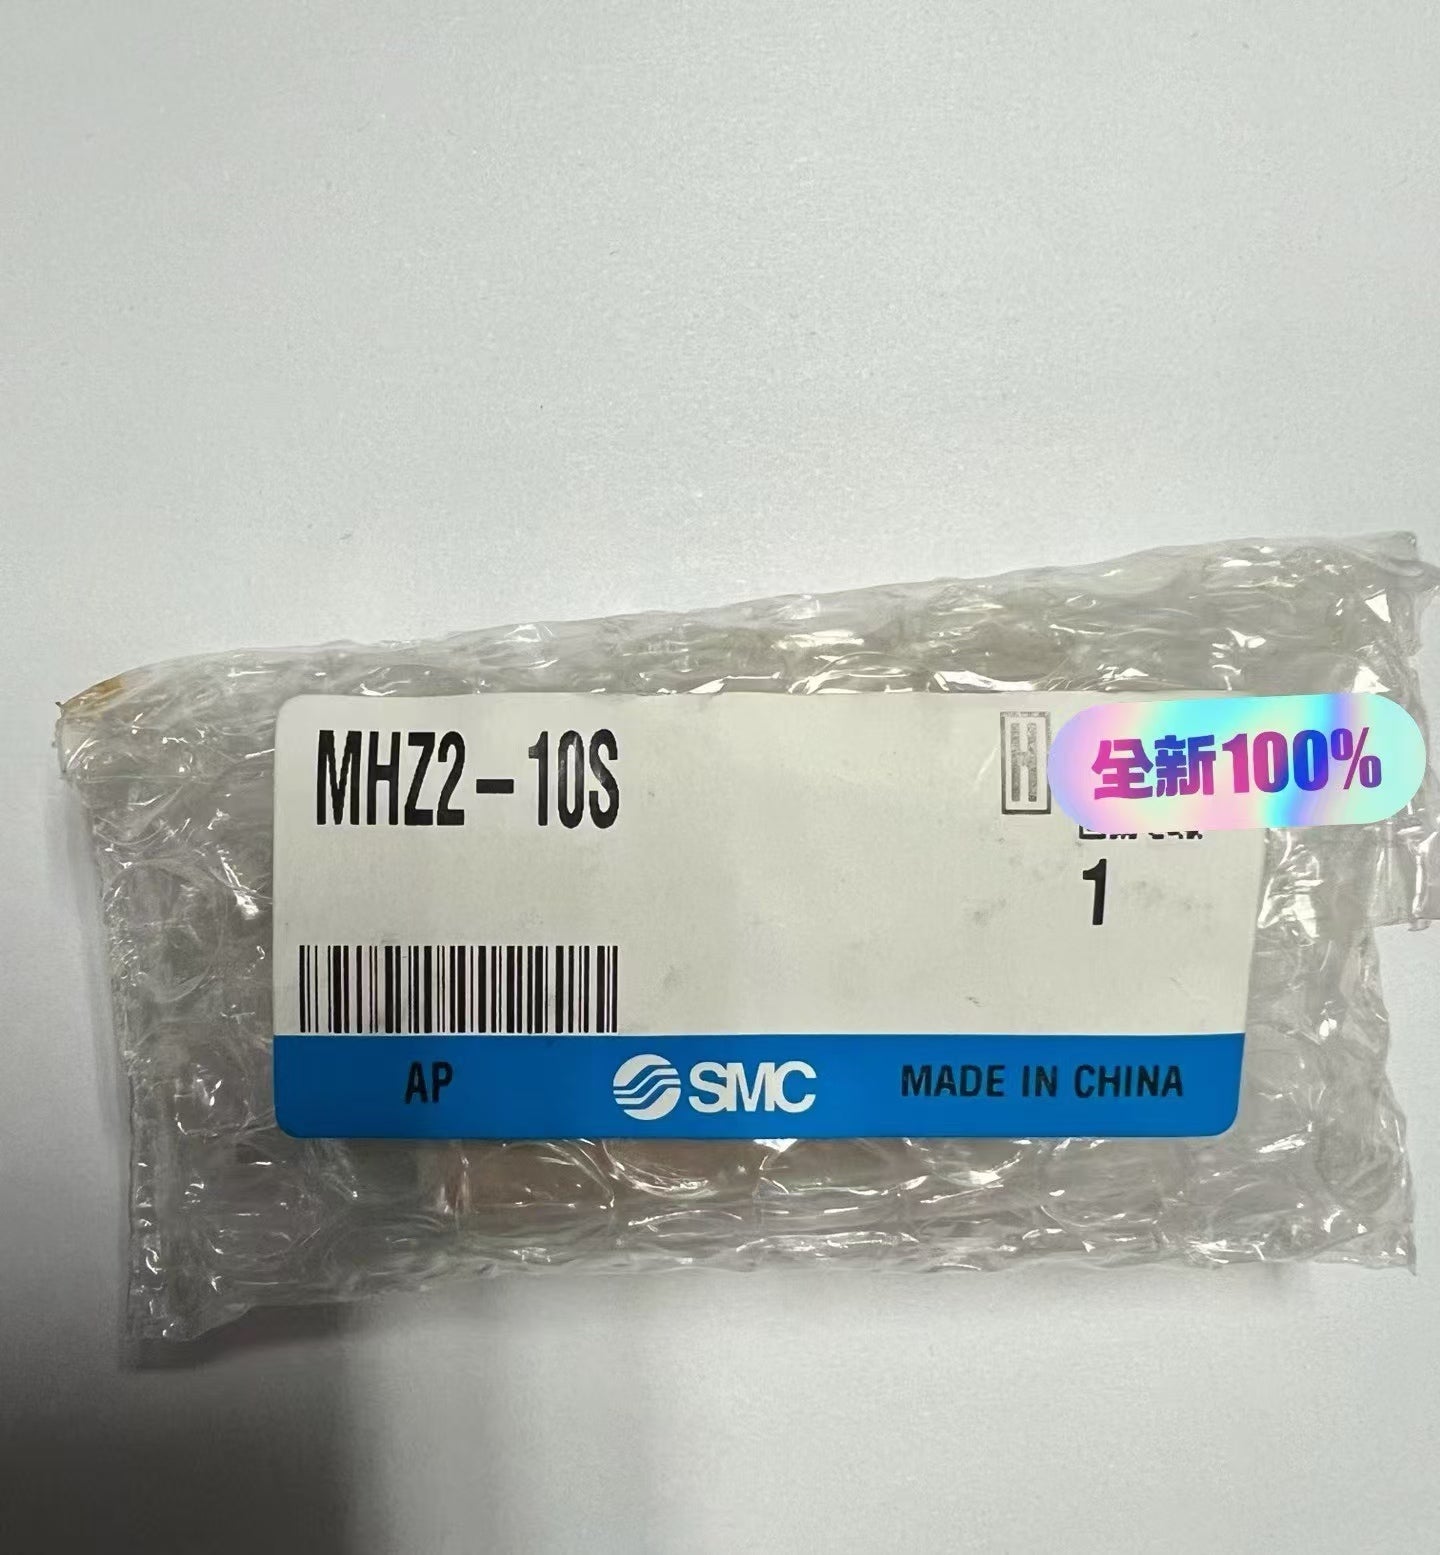 MHZ2-10S
H
全新100%
1
AP
SMC
MADE IN CHINA